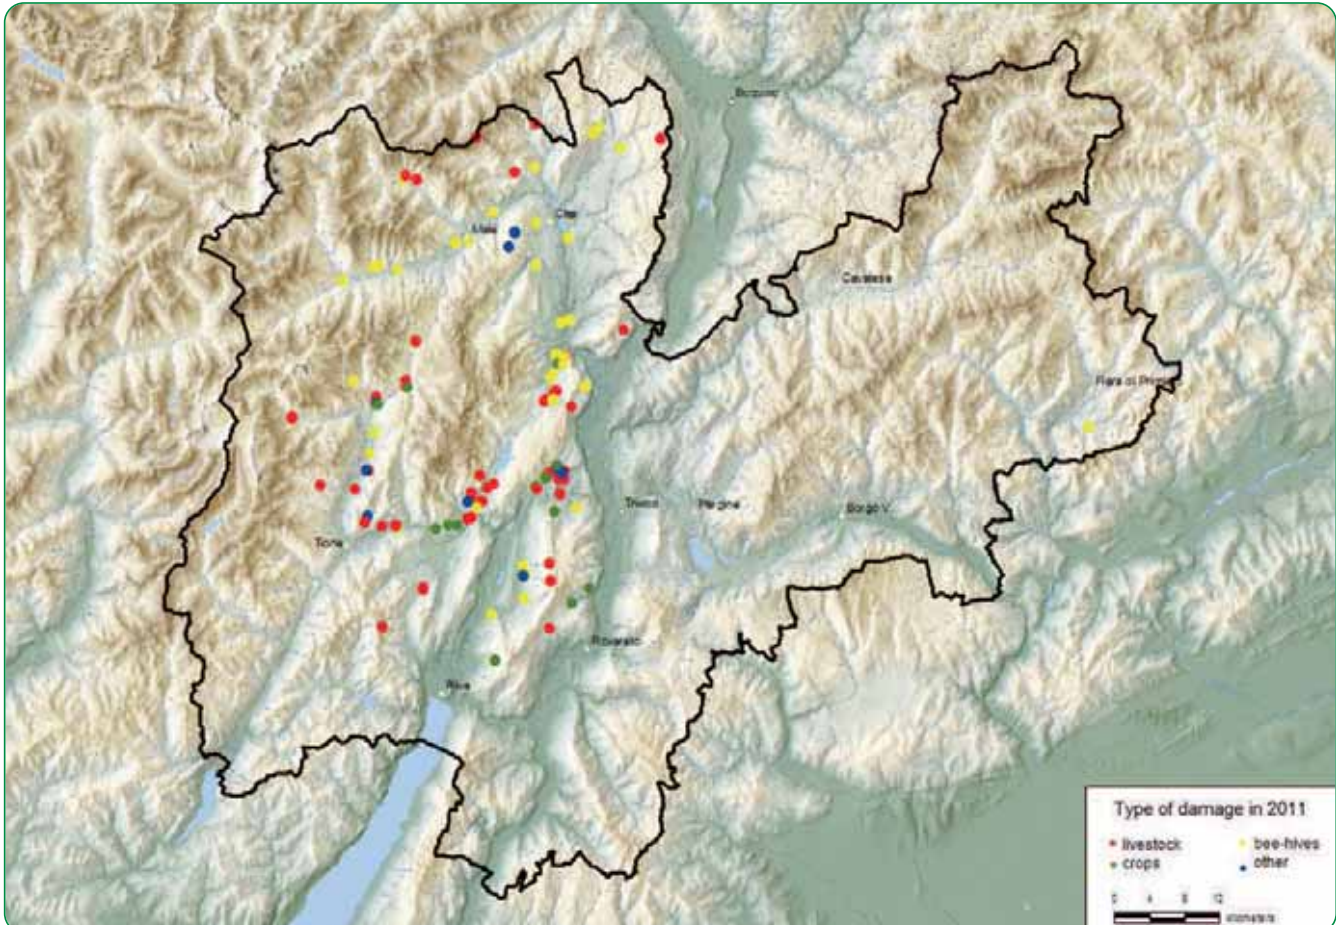 Bolzano
Cles
Malè
Cavalese
Fiera di Primiero
Trento
Pergine
Borgo V.
Tione
Rovereto
Riva
Type of damage in 2011
livestock
bee-hives
crops
other
0 4 8 12
kilometers